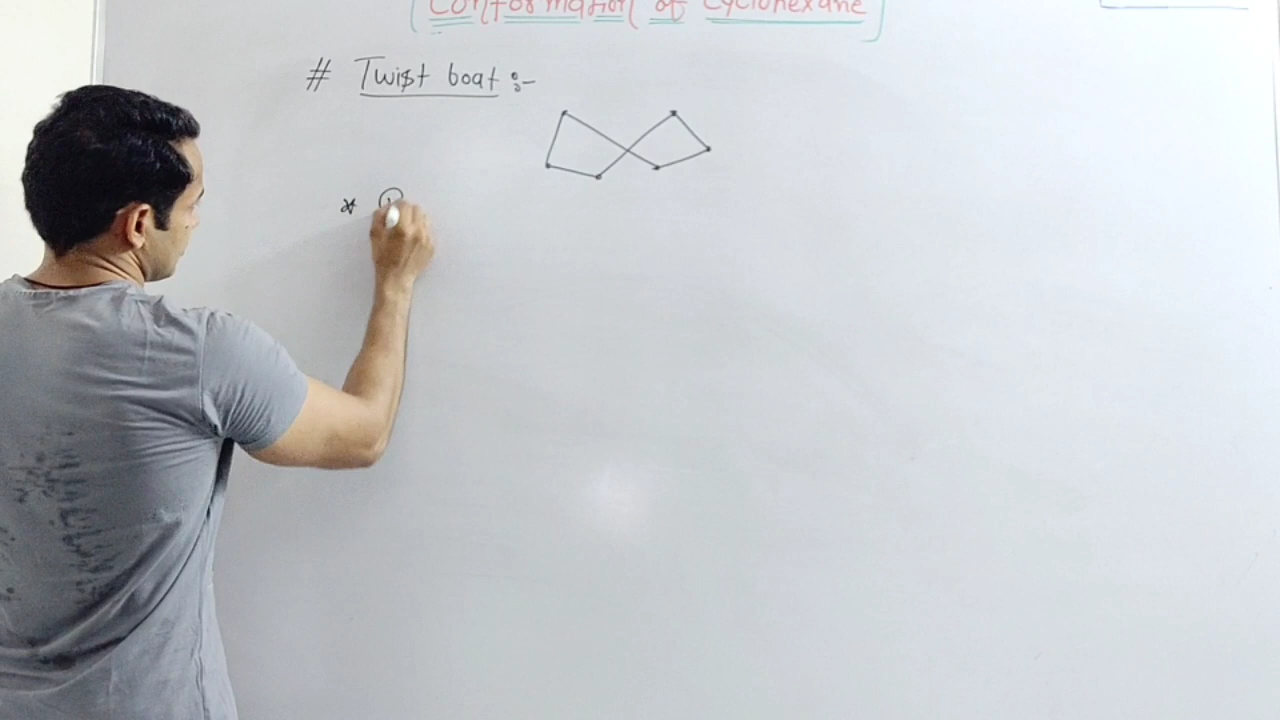 [Conformation of Cyclohexane]
# Twist boat :-
*